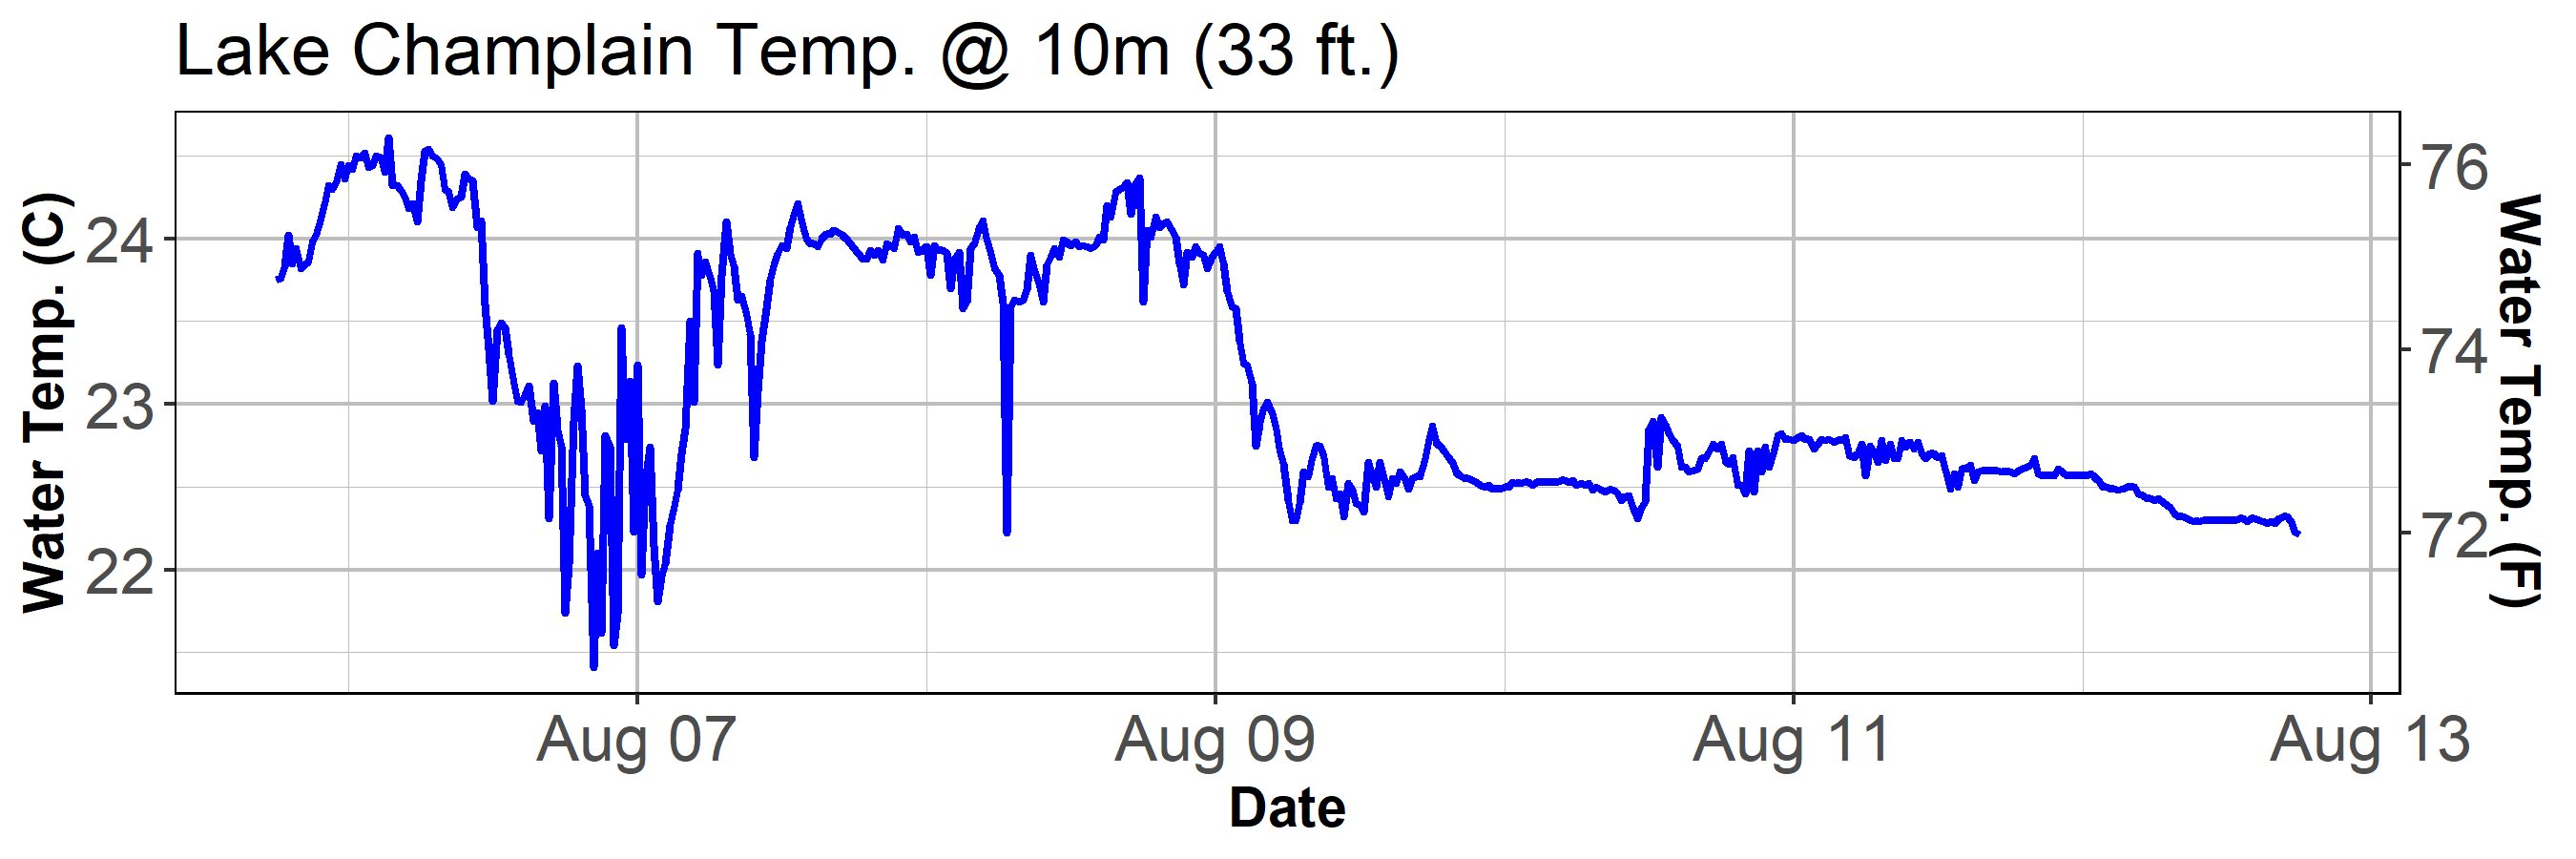 Lake Champlain Temp. @ 10m (33 ft.)
Water Temp. (C)
24
23
22
76
74
72
Water Temp. (F)
Aug 07
Aug 09
Aug 11
Aug 13
Date